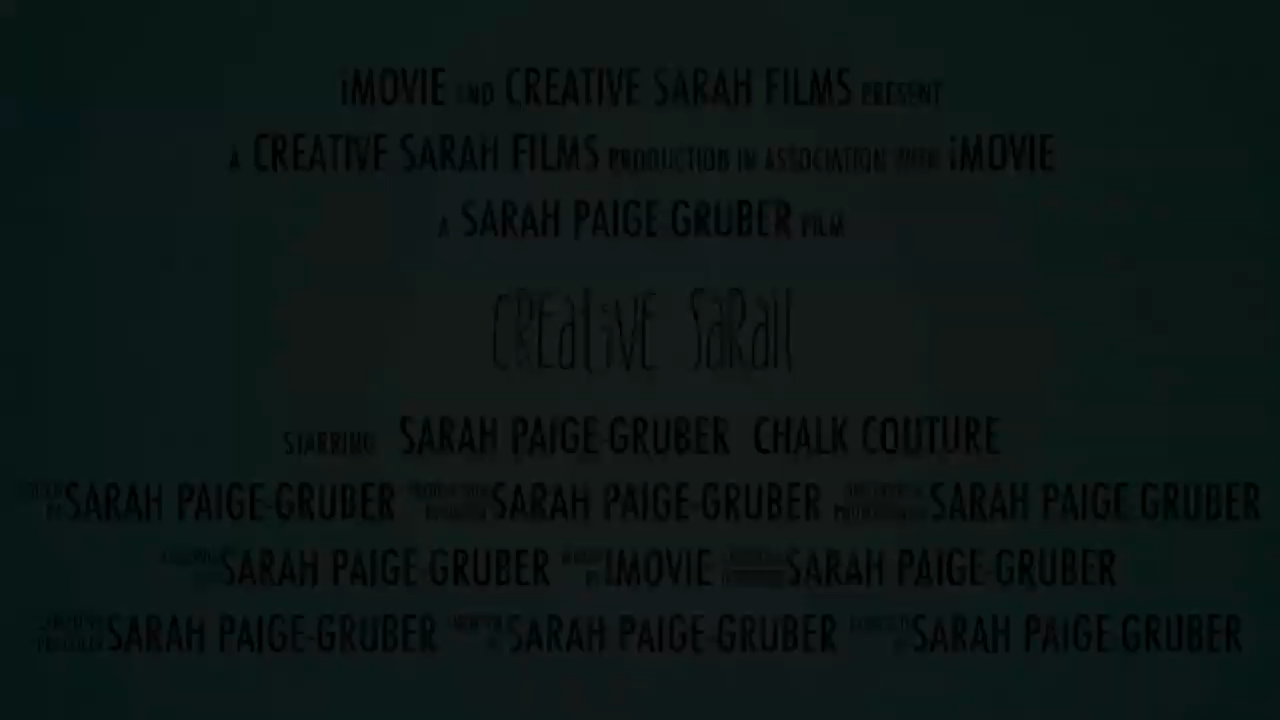 iMOVIE AND CREATIVE SARAH FILMS PRESENT
A CREATIVE SARAH FILMS PRODUCTION IN ASSOCIATION WITH iMOVIE
A SARAH PAIGE GRUBER FILM
CREATIVE SARAH
STARRING SARAH PAIGE-GRUBER CHALK COUTURE
SARAH PAIGE-GRUBER SARAH PAIGE-GRUBER SARAH PAIGE GRUBER
SARAH PAIGE-GRUBER IMOVIE SARAH PAIGE-GRUBER
SARAH PAIGE-GRUBER SARAH PAIGE-GRUBER SARAH PAIGE GRUBER